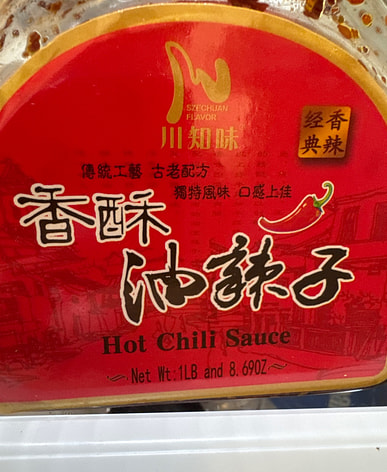 SZECHUAN
FLAVOR
川知味
经香
典辣
傳統工藝 古老配方
獨特風味 口感上佳
香酥
油辣子
Hot Chili Sauce
Net Wt:1LB and 8.69OZ